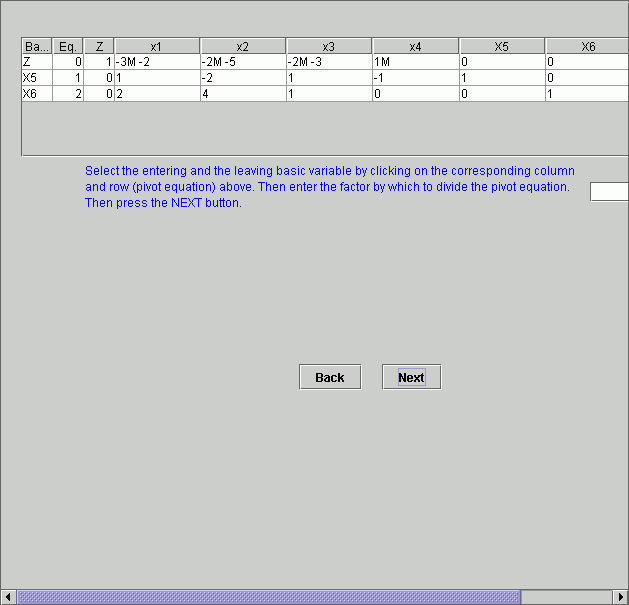 Ba... Eq. Z x1 x2 x3 x4 X5 X6
Z 0 1 -3M -2 -2M -5 -2M -3 1M 0 0
X5 1 0 1 -2 1 -1 1 0
X6 2 0 2 4 1 0 0 1
Select the entering and the leaving basic variable by clicking on the corresponding column
and row (pivot equation) above. Then enter the factor by which to divide the pivot equation.
Then press the NEXT button.
Back Next